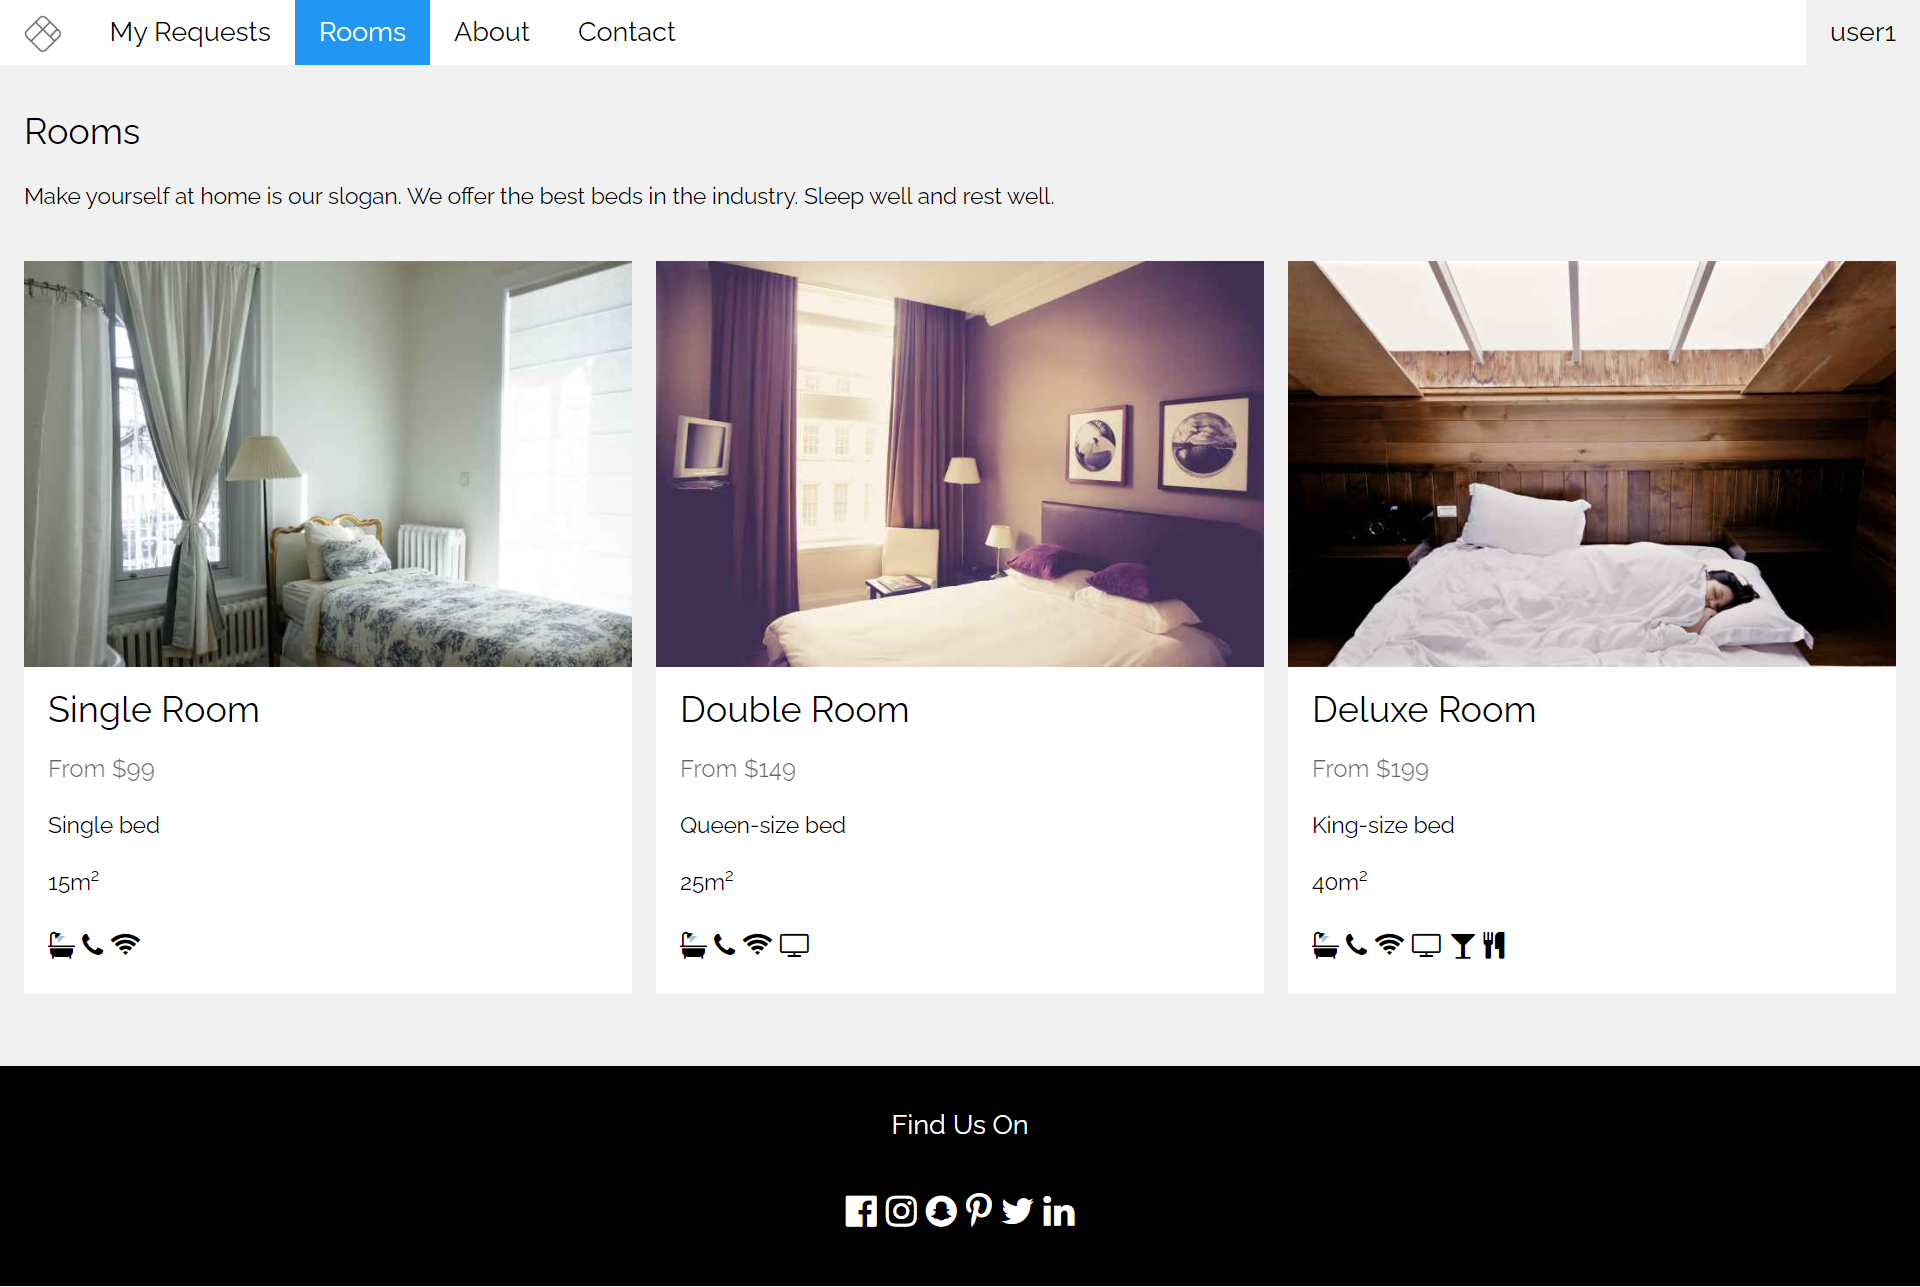 My Requests
Rooms
About
Contact
user1
Rooms
Make yourself at home is our slogan. We offer the best beds in the industry. Sleep well and rest well.
Single Room
From $99
Single bed
15m²
Double Room
From $149
Queen-size bed
25m²
Deluxe Room
From $199
King-size bed
40m²
Find Us On